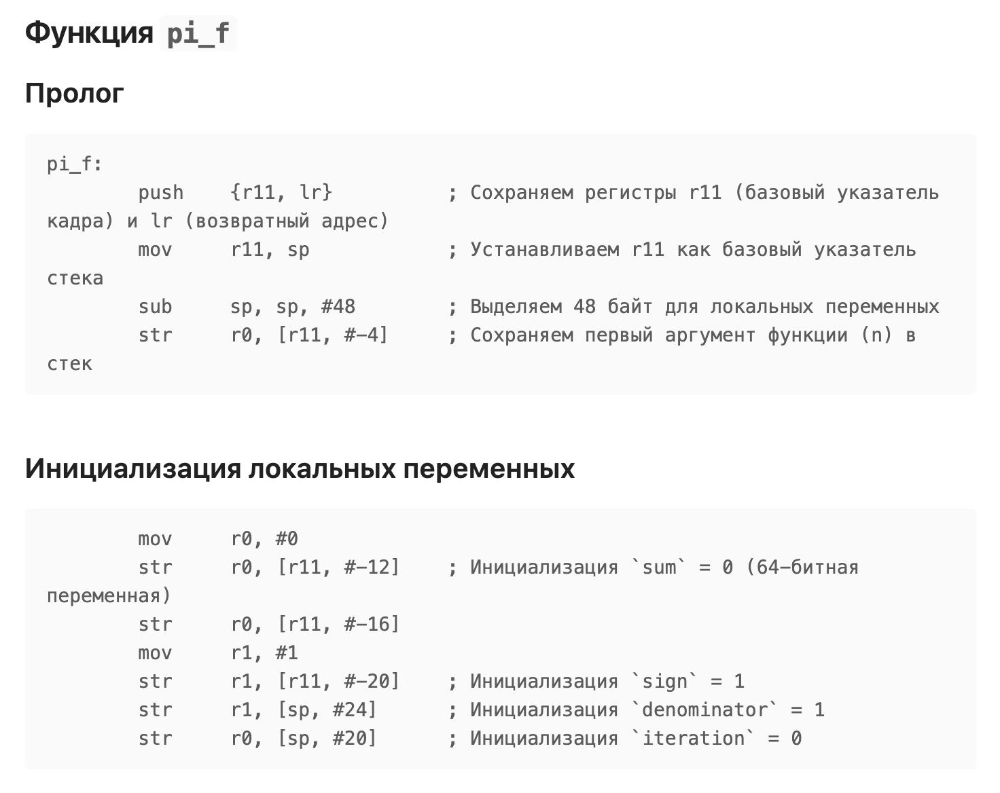 Функция pi_f
Пролог
pi_f:
        push    {r11, lr}          ; Сохраняем регистры r11 (базовый указатель
кадра) и lr (возвратный адрес)
        mov     r11, sp            ; Устанавливаем r11 как базовый указатель
стека
        sub     sp, sp, #48        ; Выделяем 48 байт для локальных переменных
        str     r0, [r11, #-4]     ; Сохраняем первый аргумент функции (n) в
стек
Инициализация локальных переменных
        mov     r0, #0
        str     r0, [r11, #-12]    ; Инициализация `sum` = 0 (64-битная
переменная)
        str     r0, [r11, #-16]
        mov     r1, #1
        str     r1, [r11, #-20]    ; Инициализация `sign` = 1
        str     r1, [sp, #24]      ; Инициализация `denominator` = 1
        str     r0, [sp, #20]      ; Инициализация `iteration` = 0